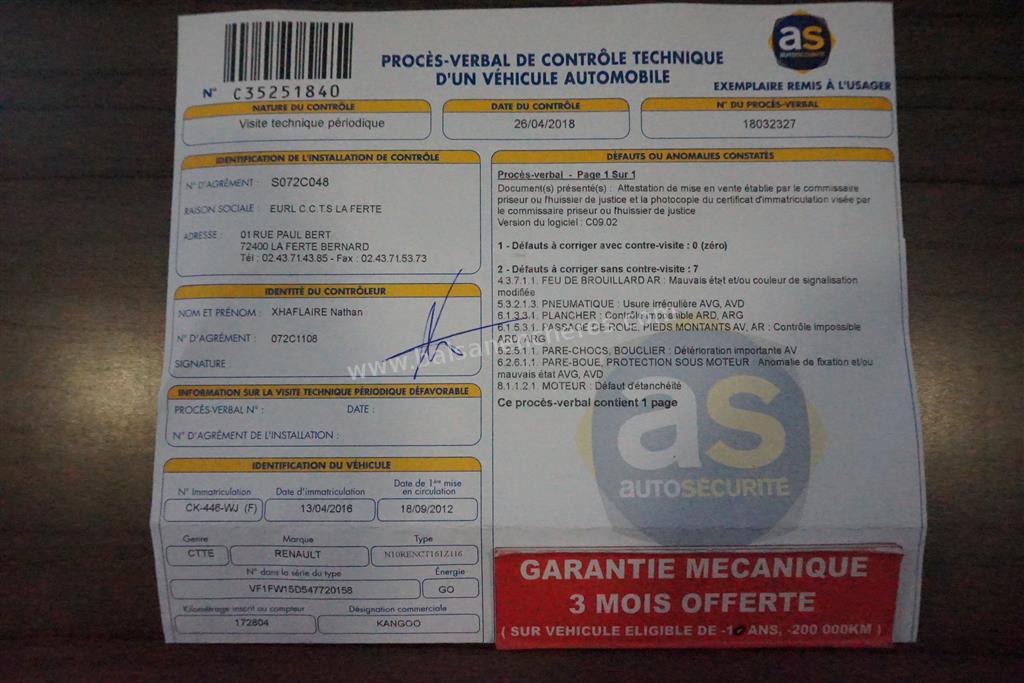 N° C35251840
PROCÈS-VERBAL DE CONTRÔLE TECHNIQUE
D'UN VÉHICULE AUTOMOBILE
as
AUTOSÉCURITÉ
EXEMPLAIRE REMIS À L'USAGER
NATURE DU CONTRÔLE
Visite technique périodique
DATE DU CONTRÔLE
26/04/2018
N° DU PROCÈS-VERBAL
18032327
IDENTIFICATION DE L'INSTALLATION DE CONTRÔLE
N° D'AGRÉMENT : S072C048
RAISON SOCIALE : EURL C.C.T.S LA FERTE
ADRESSE : 01 RUE PAUL BERT
72400 LA FERTE BERNARD
Tél : 02.43.71.43.85 - Fax : 02.43.71.53.73
IDENTITÉ DU CONTRÔLEUR
NOM ET PRÉNOM : XHAFLAIRE Nathan
N° D'AGRÉMENT : 072C1108
SIGNATURE :
INFORMATION SUR LA VISITE TECHNIQUE PÉRIODIQUE DÉFAVORABLE
PROCÈS-VERBAL N° : DATE :
N° D'AGRÉMENT DE L'INSTALLATION :
IDENTIFICATION DU VÉHICULE
N° Immatriculation Date d'immatriculation Date de 1ère mise
en circulation
CK-446-WJ (F) 13/04/2016 18/09/2012
Genre Marque Type
CTTE RENAULT N10RENCT161Z116
N° dans la série du type Énergie
VF1FW15D547720158 GO
Kilométrage inscrit au compteur Désignation commerciale
172804 KANGOO
DÉFAUTS OU ANOMALIES CONSTATÉS
Procès-verbal - Page 1 Sur 1
Document(s) présenté(s) : Attestation de mise en vente établie par le commissaire
priseur ou l'huissier de justice et la photocopie du certificat d'immatriculation visée par
le commissaire priseur ou l'huissier de justice
Version du logiciel : C09.02
1 - Défauts à corriger avec contre-visite : 0 (zéro)
2 - Défauts à corriger sans contre-visite : 7
4.3.7.1.1. FEU DE BROUILLARD AR : Mauvais état et/ou couleur de signalisation
modifiée
5.3.2.1.3. PNEUMATIQUE : Usure irrégulière AVG, AVD
6.1.3.3.1. PLANCHER : Contrôle impossible ARD, ARG
6.1.5.3.1. PASSAGE DE ROUE, PIEDS MONTANTS AV, AR : Contrôle impossible
ARD, ARG
6.2.5.1.1. PARE-CHOCS, BOUCLIER : Détérioration importante AV
6.2.6.1.1. PARE-BOUE, PROTECTION SOUS MOTEUR : Anomalie de fixation et/ou
mauvais état AVG, AVD
8.1.1.2.1. MOTEUR : Défaut d'étanchéité
Ce procès-verbal contient 1 page
as
AUTOSÉCURITÉ
GARANTIE MECANIQUE
3 MOIS OFFERTE
( SUR VEHICULE ELIGIBLE DE -10 ANS, -200 000KM )